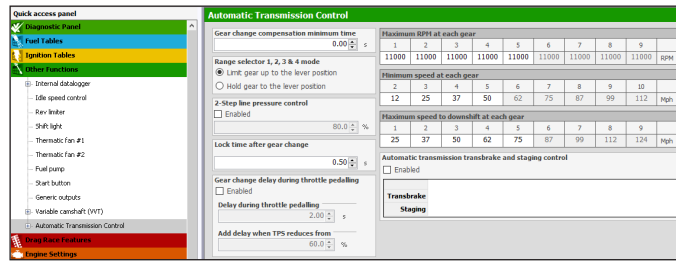 Quick access panel
Diagnostic Panel
Fuel Tables
Ignition Tables
Other Functions
Internal datalogger
Idle speed control
Rev limiter
Shift light
Thermatic fan #1
Thermatic fan #2
Fuel pump
Start button
Generic outputs
Variable camshaft (VVT)
Automatic Transmission Control
Drag Race Features
Engine Settings
Automatic Transmission Control
Gear change compensation minimum time
0.00 s
Range selector 1, 2, 3 & 4 mode
Limit gear up to the lever position
Hold gear to the lever position
2-Step line pressure control
Enabled
80.0 %
Lock time after gear change
0.50 s
Gear change delay during throttle pedalling
Enabled
Delay during throttle pedalling
2.00 s
Add delay when TPS reduces from
60.0 %
Maximum RPM at each gear
1 2 3 4 5 6 7 8 9
11000 11000 11000 11000 11000 11000 11000 11000 11000 RPM
Minimum speed at each gear
2 3 4 5 6 7 8 9 10
12 25 37 50 62 75 87 99 112 Mph
Maximum speed to downshift at each gear
1 2 3 4 5 6 7 8 9
25 37 50 62 75 87 99 112 124 Mph
Automatic transmission transbrake and staging control
Enabled
Transbrake
Staging